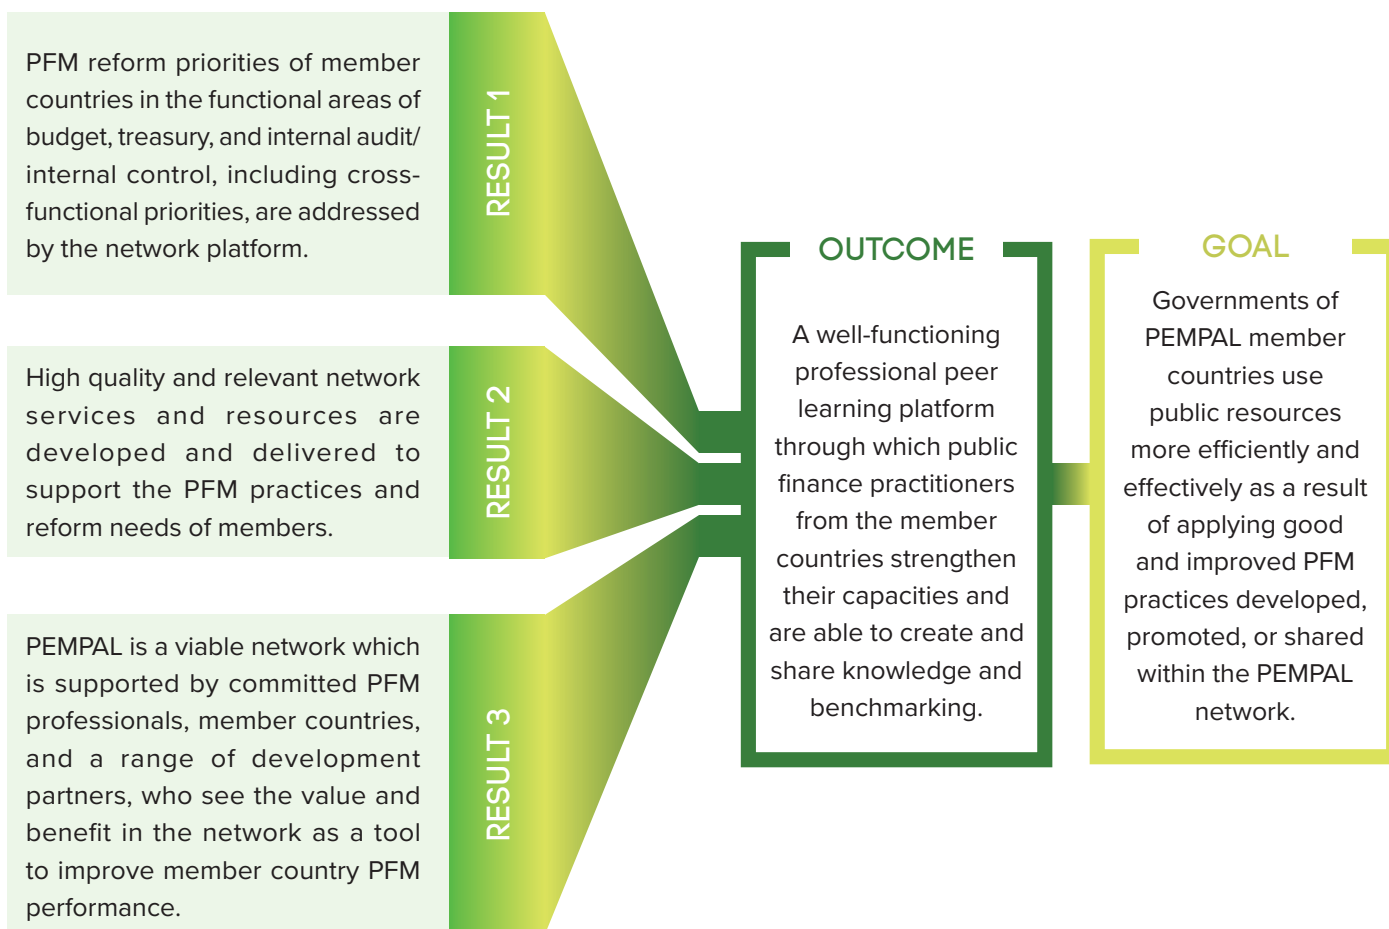 PFM reform priorities of member
countries in the functional areas of
budget, treasury, and internal audit/
internal control, including cross-
functional priorities, are addressed
by the network platform.
RESULT 1
High quality and relevant network
services and resources are
developed and delivered to
support the PFM practices and
reform needs of members.
RESULT 2
PEMPAL is a viable network which
is supported by committed PFM
professionals, member countries,
and a range of development
partners, who see the value and
benefit in the network as a tool
to improve member country PFM
performance.
RESULT 3
OUTCOME
A well-functioning
professional peer
learning platform
through which public
finance practitioners
from the member
countries strengthen
their capacities and
are able to create and
share knowledge and
benchmarking.
GOAL
Governments of
PEMPAL member
countries use
public resources
more efficiently and
effectively as a result
of applying good
and improved PFM
practices developed,
promoted, or shared
within the PEMPAL
network.